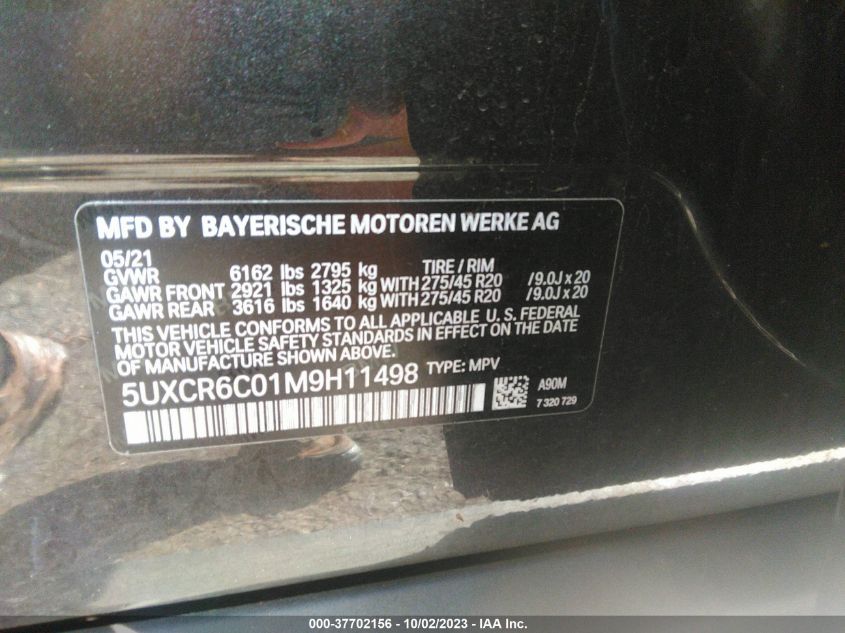 MFD BY BAYERISCHE MOTOREN WERKE AG
05/21 TIRE / RIM
GVWR 6162 lbs 2795 kg
GAWR FRONT 2921 lbs 1325 kg WITH 275/45 R20 /9.0J x 20
GAWR REAR 3616 lbs 1640 kg WITH 275/45 R20 /9.0J x 20
THIS VEHICLE CONFORMS TO ALL APPLICABLE U. S. FEDERAL
MOTOR VEHICLE SAFETY STANDARDS IN EFFECT ON THE DATE
OF MANUFACTURE SHOWN ABOVE.
5UXCR6C01M9H11498 TYPE: MPV
A90M
7 320 729
000-37702156 - 10/02/2023 - IAA Inc.